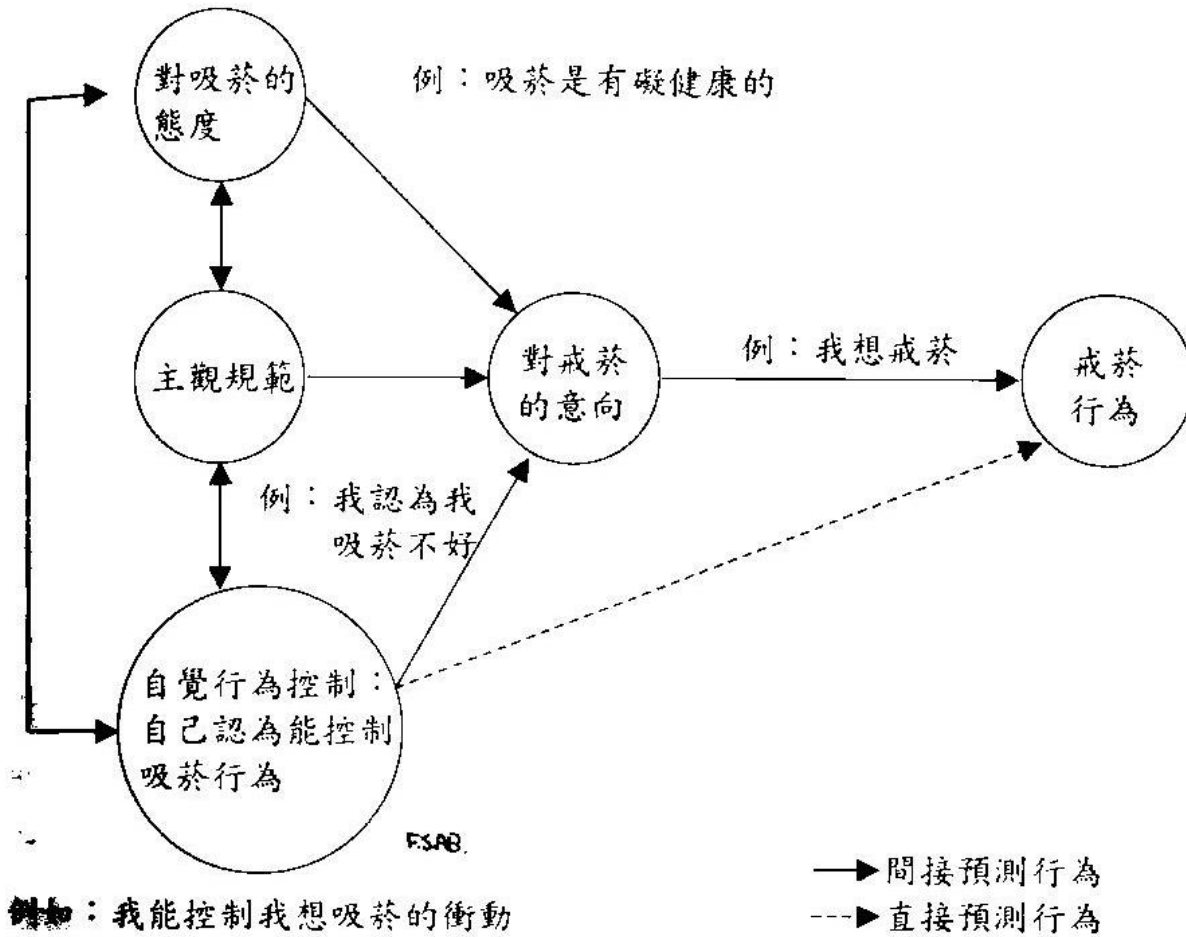 對吸菸的
態度
例：吸菸是有礙健康的
主觀規範
對戒菸
的意向
例：我想戒菸
戒菸
行為
例：我認為我
吸菸不好
自覺行為控制：
自己認為能控制
吸菸行為
例如：我能控制我想吸菸的衝動
間接預測行為
直接預測行為